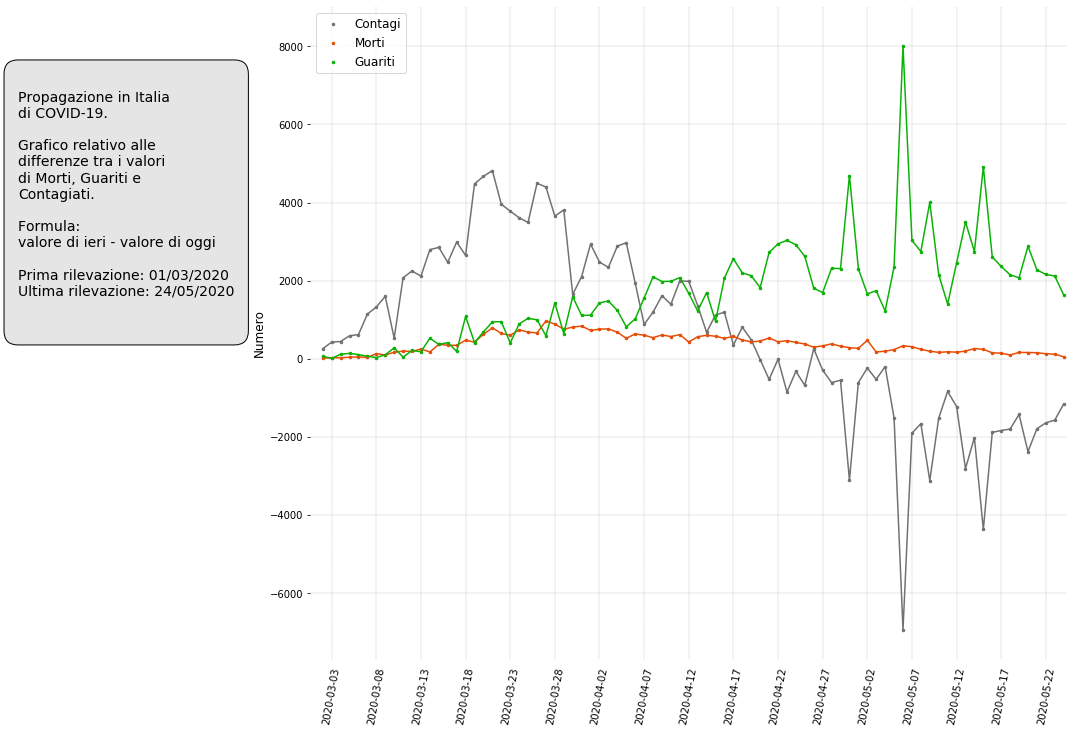 Propagazione in Italia
di COVID-19.
Grafico relativo alle
differenze tra i valori
di Morti, Guariti e
Contagiati.
Formula:
valore di ieri - valore di oggi
Prima rilevazione: 01/03/2020
Ultima rilevazione: 24/05/2020
Contagi
Morti
Guariti
Numero
8000
6000
4000
2000
0
−2000
−4000
−6000
2020-03-03
2020-03-08
2020-03-13
2020-03-18
2020-03-23
2020-03-28
2020-04-02
2020-04-07
2020-04-12
2020-04-17
2020-04-22
2020-04-27
2020-05-02
2020-05-07
2020-05-12
2020-05-17
2020-05-22